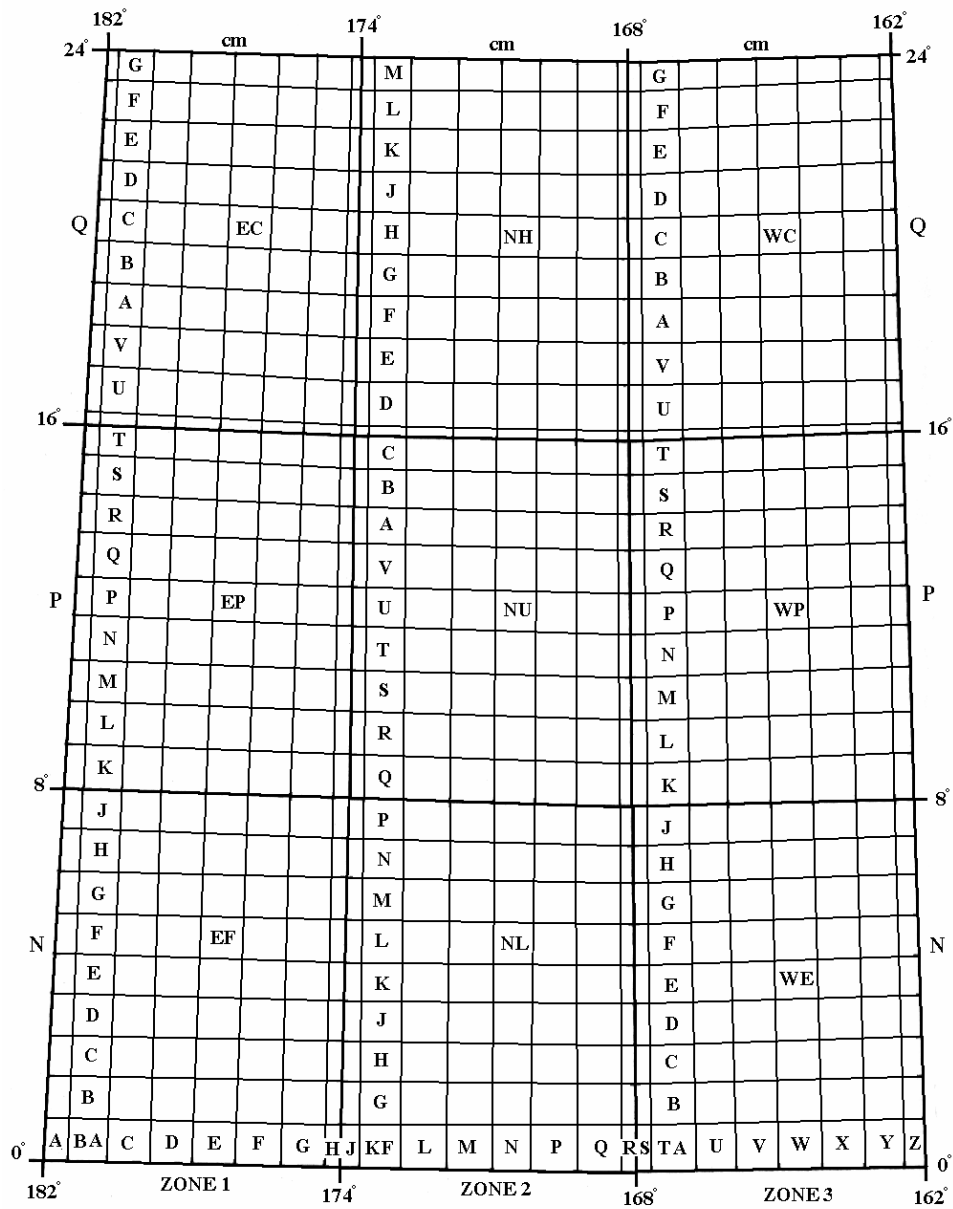 182° 174° 168° 162°
24° cm cm cm 24°
G M G
F L F
E K E
D J D
Q C EC H NH C WC Q
B G B
A F A
V E V
U D U
16° 16°
T C T
S B S
R A R
Q V Q
P P EP U NU P WP P
N T N
M S M
L R L
K Q K
8° 8°
J P J
H N H
G M G
N F EF L NL F N
E K E WE
D J D
C H C
B G B
0° A BA C D E F G H J KF L M N P Q R S TA U V W X Y Z 0°
182° ZONE 1 174° ZONE 2 168° ZONE 3 162°